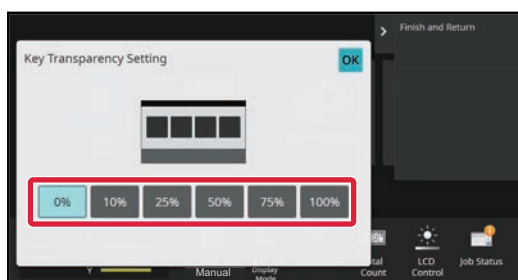 Finish and Return
Key Transparency Setting
OK
0% 10% 25% 50% 75% 100%
Y
Manual
Display
Mode
Count
LCD
Control
Job Status